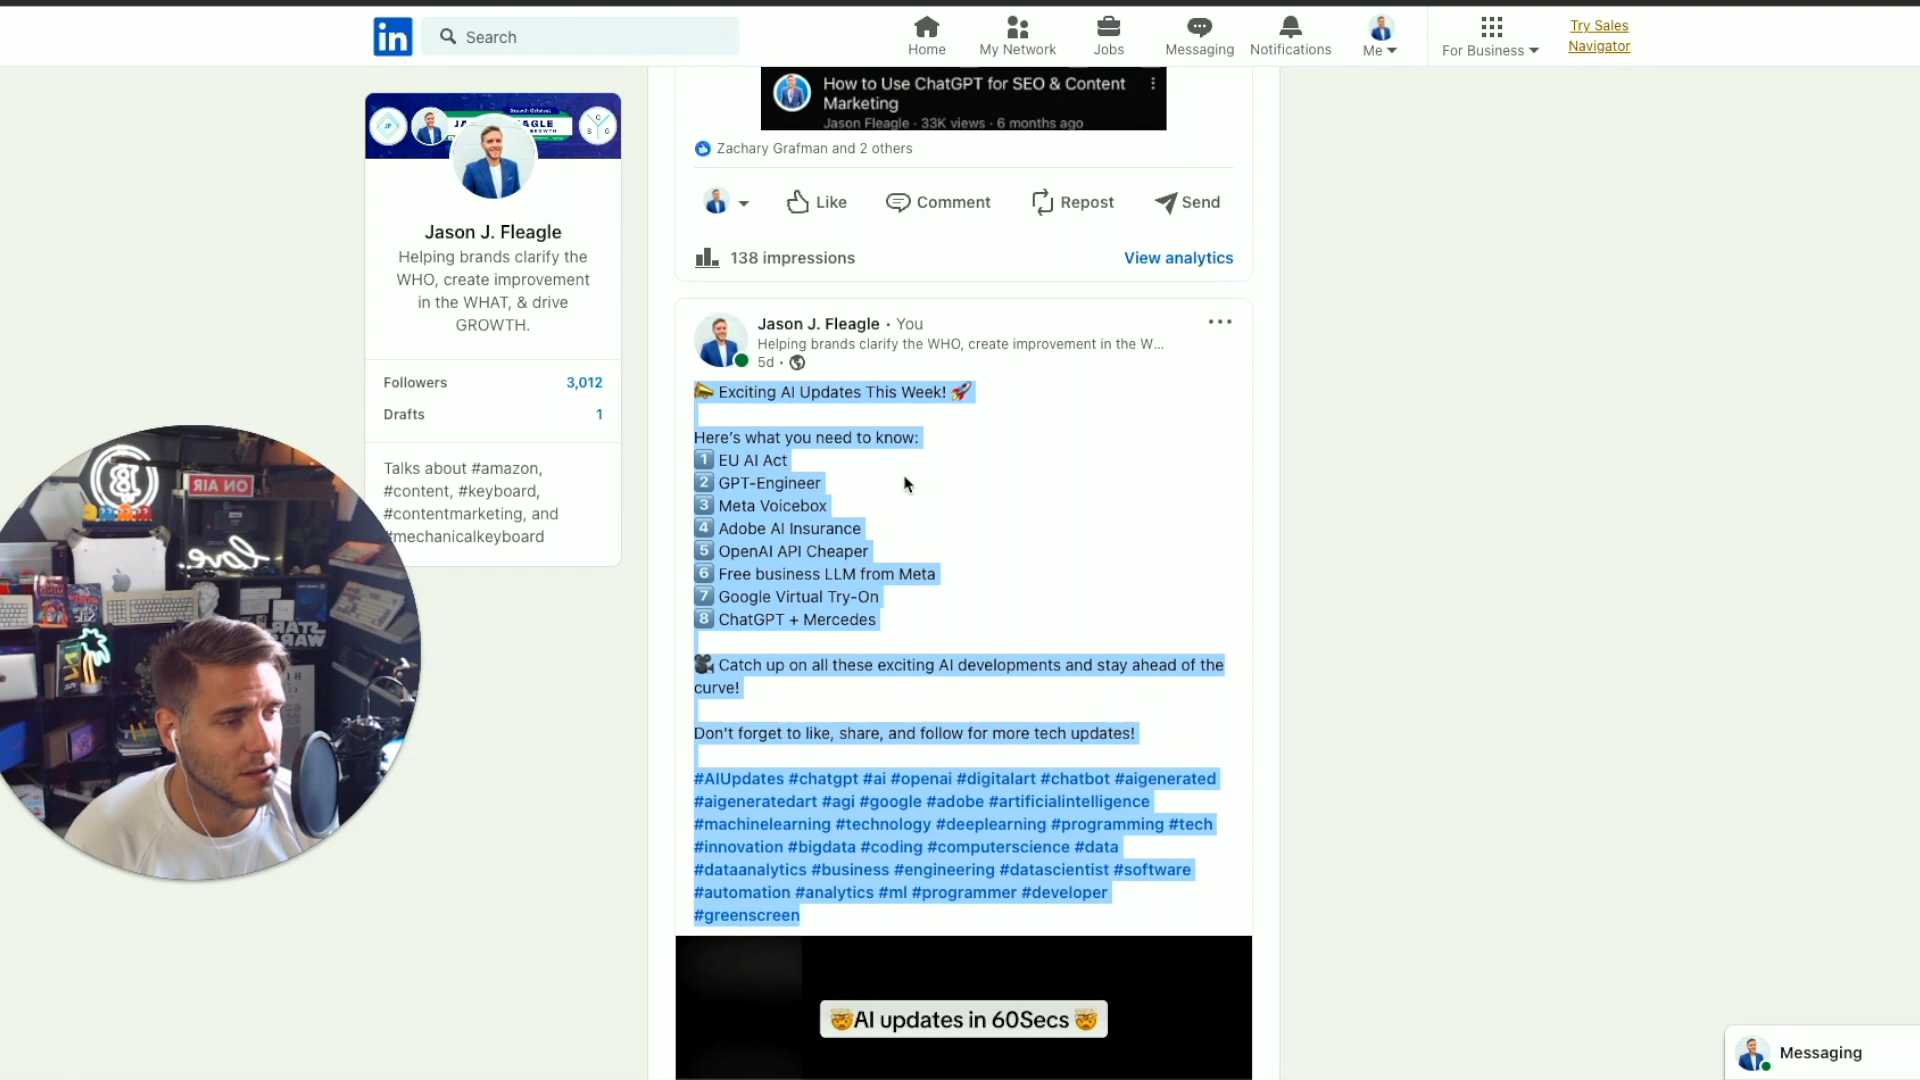 in
Search
Home
My Network
Jobs
Messaging
Notifications
Me
For Business
Try Sales
Navigator
How to Use ChatGPT for SEO & Content
Marketing
Jason Fleagle · 33K views · 6 months ago
Zachary Grafman and 2 others
Like
Comment
Repost
Send
138 impressions
View analytics
Jason J. Fleagle
Helping brands clarify the
WHO, create improvement
in the WHAT, & drive
GROWTH.
Followers
3,012
Drafts
1
Talks about #amazon,
#content, #keyboard,
#contentmarketing, and
#mechanicalkeyboard
Jason J. Fleagle • You
Helping brands clarify the WHO, create improvement in the W...
5d •
📣 Exciting AI Updates This Week! 🚀
Here's what you need to know:
1️⃣ EU AI Act
2️⃣ GPT-Engineer
3️⃣ Meta Voicebox
4️⃣ Adobe AI Insurance
5️⃣ OpenAI API Cheaper
6️⃣ Free business LLM from Meta
7️⃣ Google Virtual Try-On
8️⃣ ChatGPT + Mercedes
🎥 Catch up on all these exciting AI developments and stay ahead of the
curve!
Don't forget to like, share, and follow for more tech updates!
#AIUpdates #chatgpt #ai #openai #digitalart #chatbot #aigenerated
#aigeneratedart #agi #google #adobe #artificialintelligence
#machinelearning #technology #deeplearning #programming #tech
#innovation #bigdata #coding #computerscience #data
#dataanalytics #business #engineering #datascientist #software
#automation #analytics #ml #programmer #developer
#greenscreen
🤯AI updates in 60Secs 🤯
ON AIR
love
STAR
WARS
Messaging